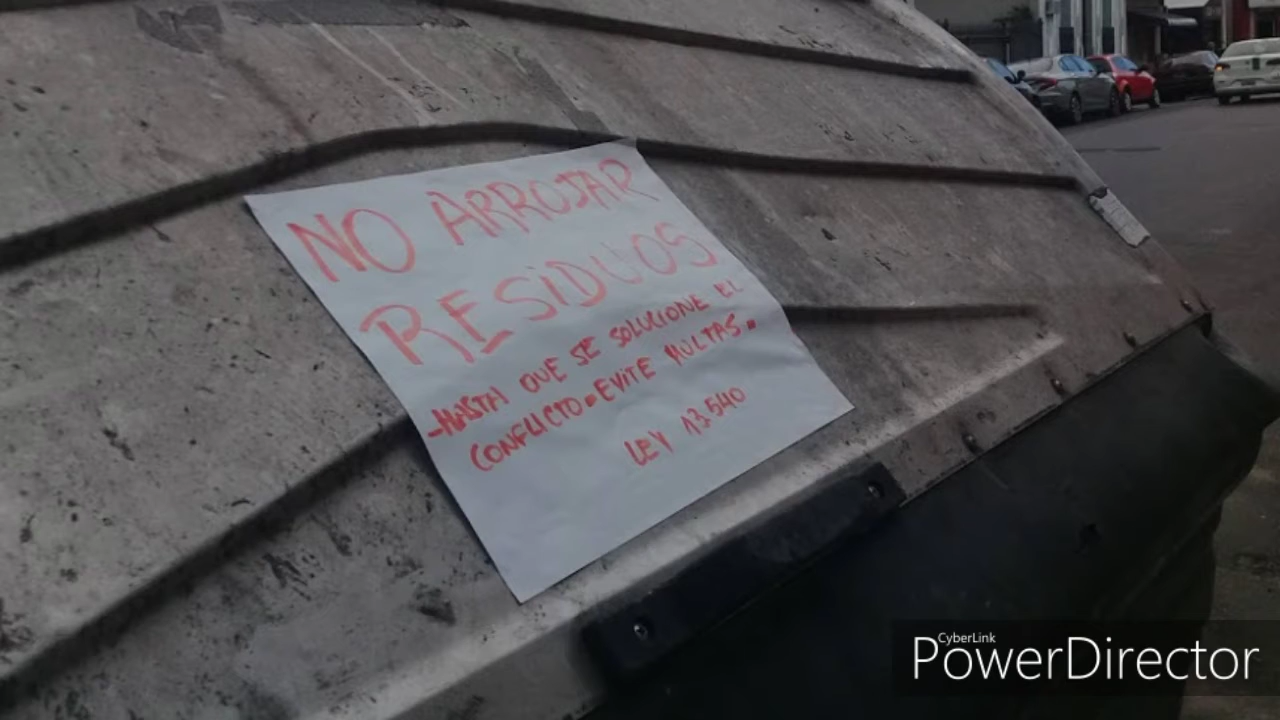 NO ARROJAR
RESIDUOS
-HASTA QUE SE SOLUCIONE EL
CONFLICTO. EVITE MULTAS.
LEY 13.540
CyberLink
PowerDirector